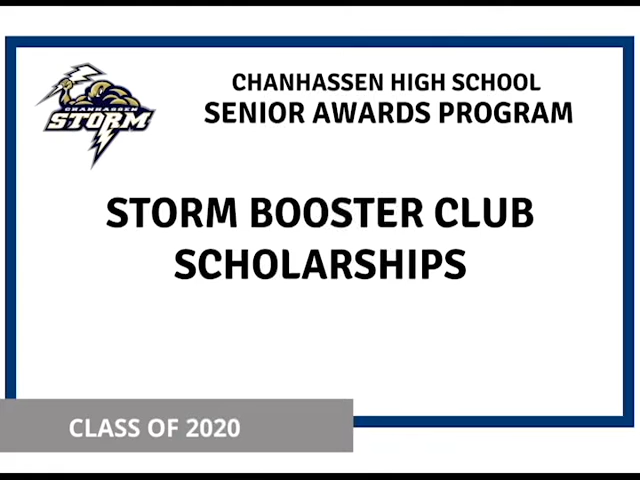 CHANHASSEN
STORM
CHANHASSEN HIGH SCHOOL
SENIOR AWARDS PROGRAM
STORM BOOSTER CLUB
SCHOLARSHIPS
CLASS OF 2020